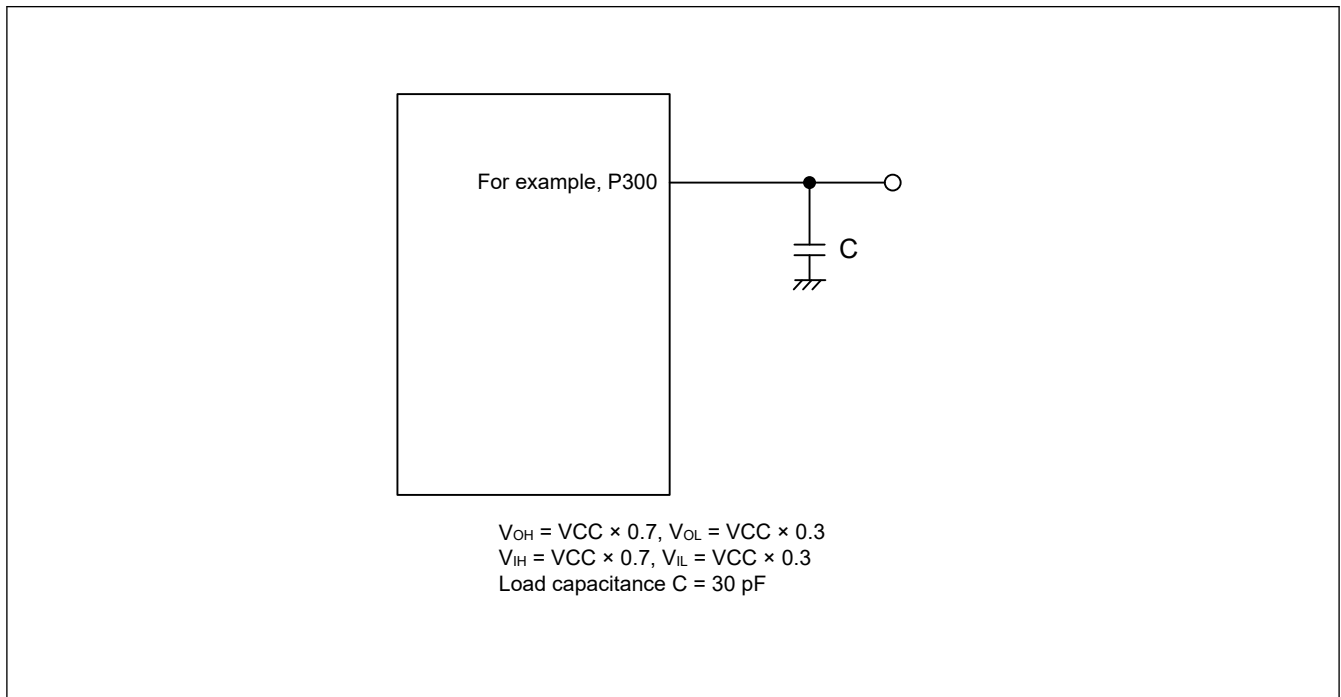 For example, P300
C
VOH = VCC × 0.7, VOL = VCC × 0.3
VIH = VCC × 0.7, VIL = VCC × 0.3
Load capacitance C = 30 pF